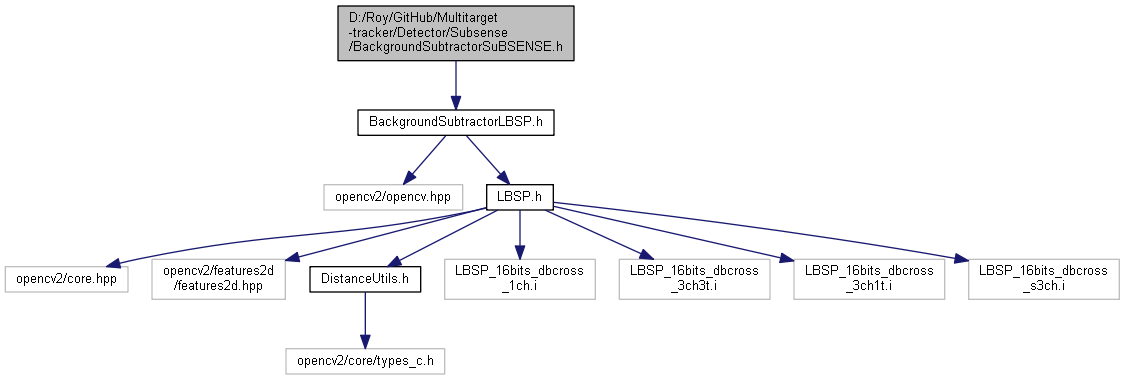 D:/Roy/GitHub/Multitarget
-tracker/Detector/Subsense
/BackgroundSubtractorSuBSENSE.h
BackgroundSubtractorLBSP.h
opencv2/opencv.hpp
LBSP.h
opencv2/core.hpp
opencv2/features2d
/features2d.hpp
DistanceUtils.h
LBSP_16bits_dbcross
_1ch.i
LBSP_16bits_dbcross
_3ch3t.i
LBSP_16bits_dbcross
_3ch1t.i
LBSP_16bits_dbcross
_s3ch.i
opencv2/core/types_c.h